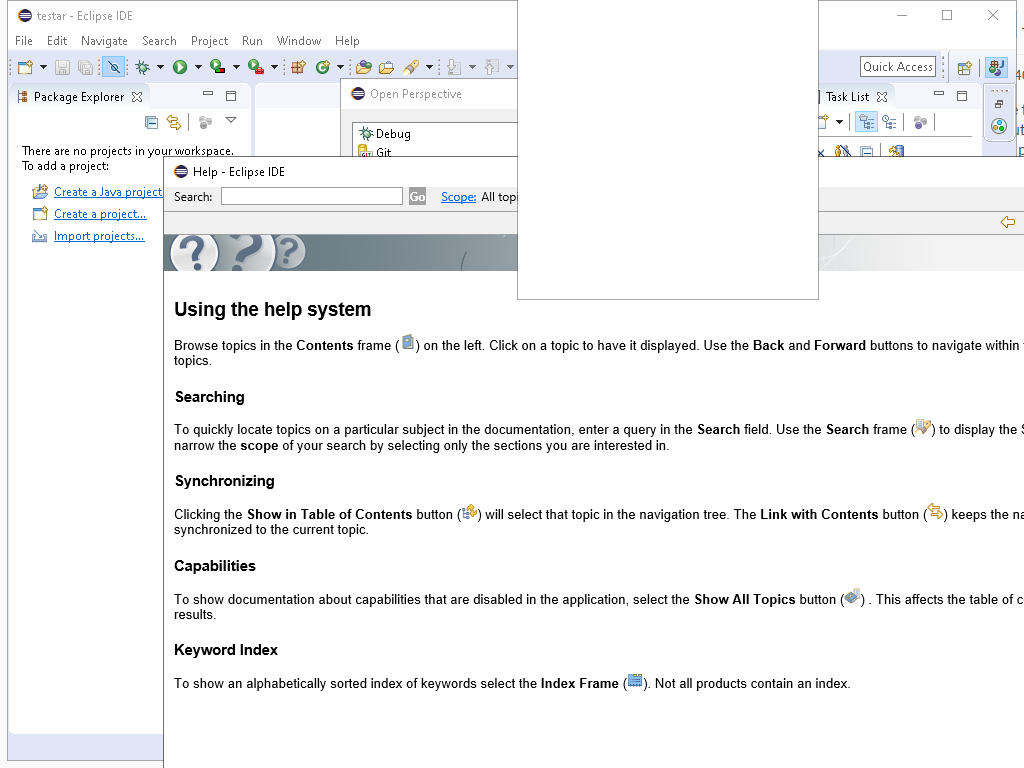 testar - Eclipse IDE
File Edit Navigate Search Project Run Window Help
Quick Access
Package Explorer
Open Perspective
Task List
Debug
Git
There are no projects in your workspace.
To add a project:
Create a Java project
Create a project...
Import projects...
Help - Eclipse IDE
Search: Go Scope: All topi
Using the help system
Browse topics in the Contents frame ( ) on the left. Click on a topic to have it displayed. Use the Back and Forward buttons to navigate within
topics.
Searching
To quickly locate topics on a particular subject in the documentation, enter a query in the Search field. Use the Search frame ( ) to display the S
narrow the scope of your search by selecting only the sections you are interested in.
Synchronizing
Clicking the Show in Table of Contents button ( ) will select that topic in the navigation tree. The Link with Contents button ( ) keeps the na
synchronized to the current topic.
Capabilities
To show documentation about capabilities that are disabled in the application, select the Show All Topics button ( ) . This affects the table of c
results.
Keyword Index
To show an alphabetically sorted index of keywords select the Index Frame ( ). Not all products contain an index.